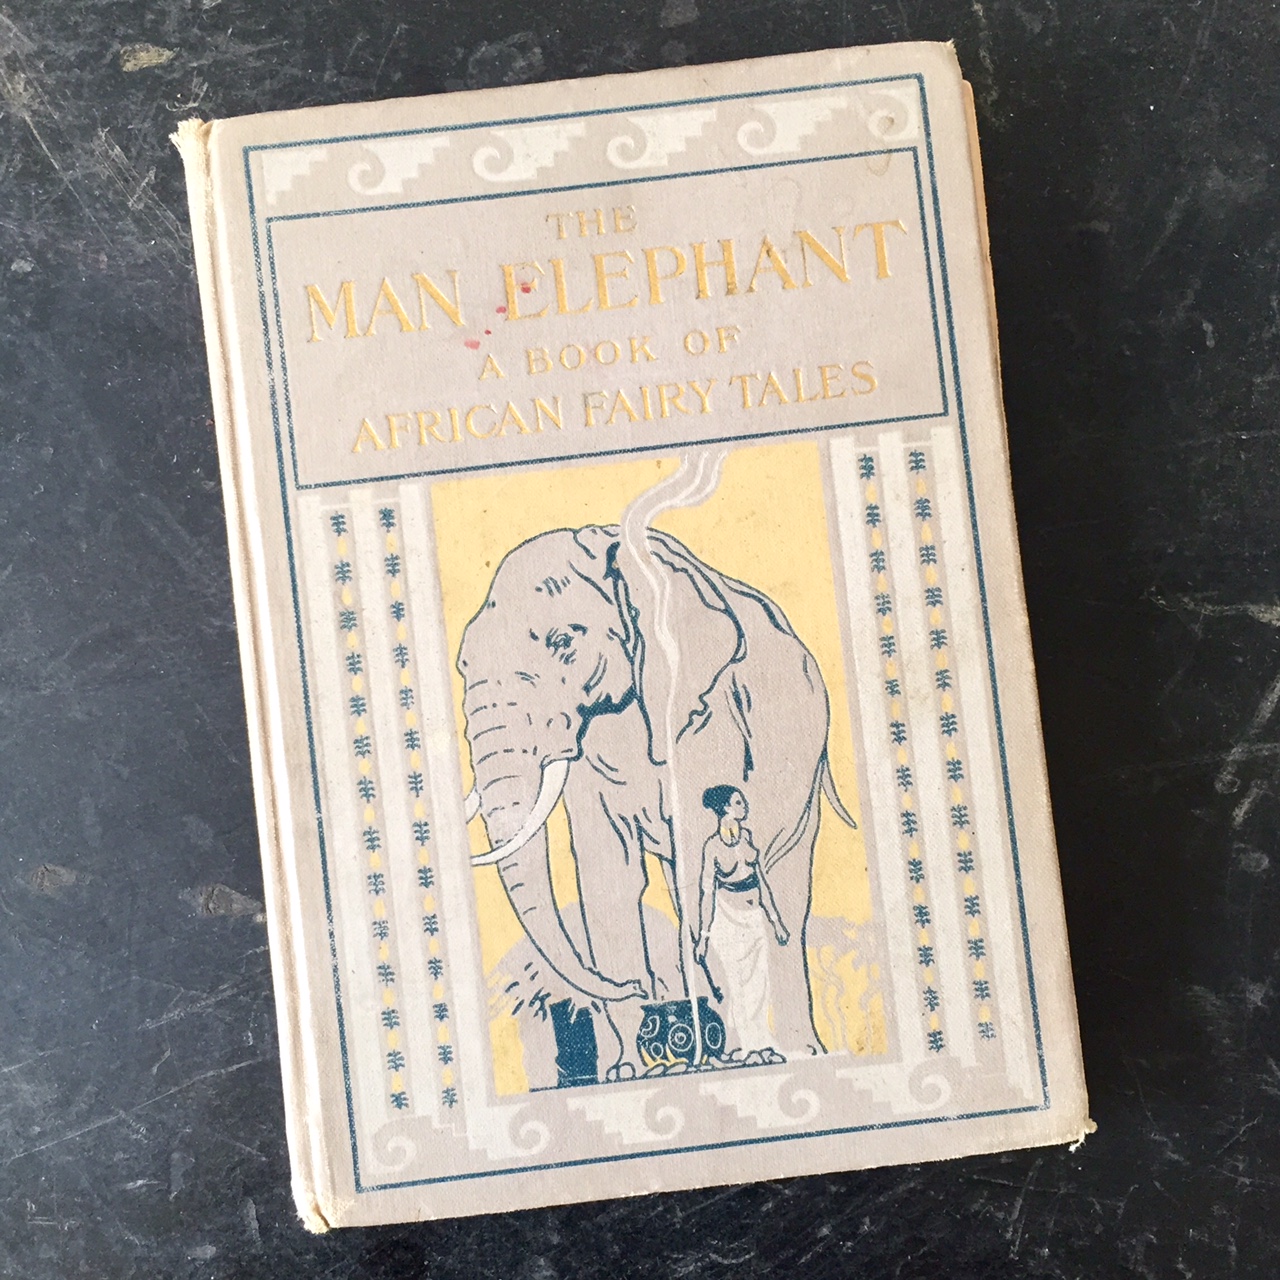 THE
MAN ELEPHANT
A BOOK OF
AFRICAN FAIRY TALES